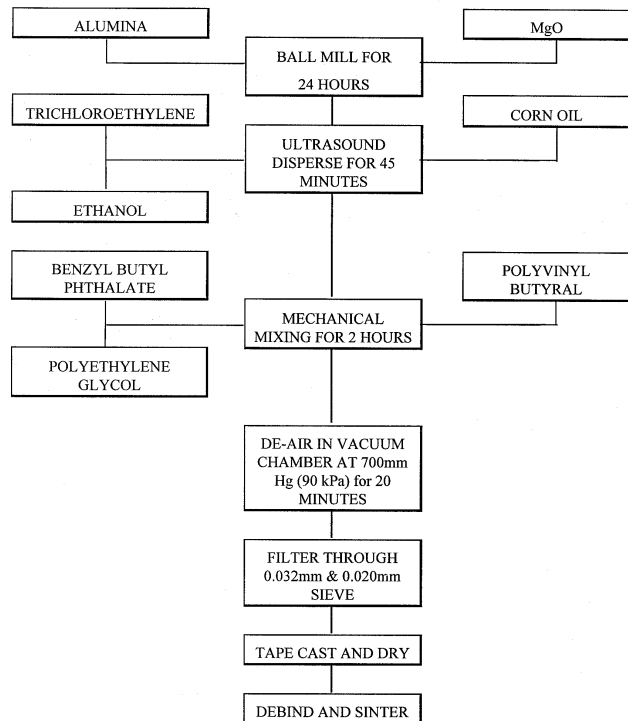 ALUMINA
MgO
BALL MILL FOR
24 HOURS
TRICHLOROETHYLENE
CORN OIL
ULTRASOUND
DISPERSE FOR 45
MINUTES
ETHANOL
BENZYL BUTYL
PHTHALATE
POLYVINYL
BUTYRAL
MECHANICAL
MIXING FOR 2 HOURS
POLYETHYLENE
GLYCOL
DE-AIR IN VACUUM
CHAMBER AT 700mm
Hg (90 kPa) for 20
MINUTES
FILTER THROUGH
0.032mm & 0.020mm
SIEVE
TAPE CAST AND DRY
DEBIND AND SINTER